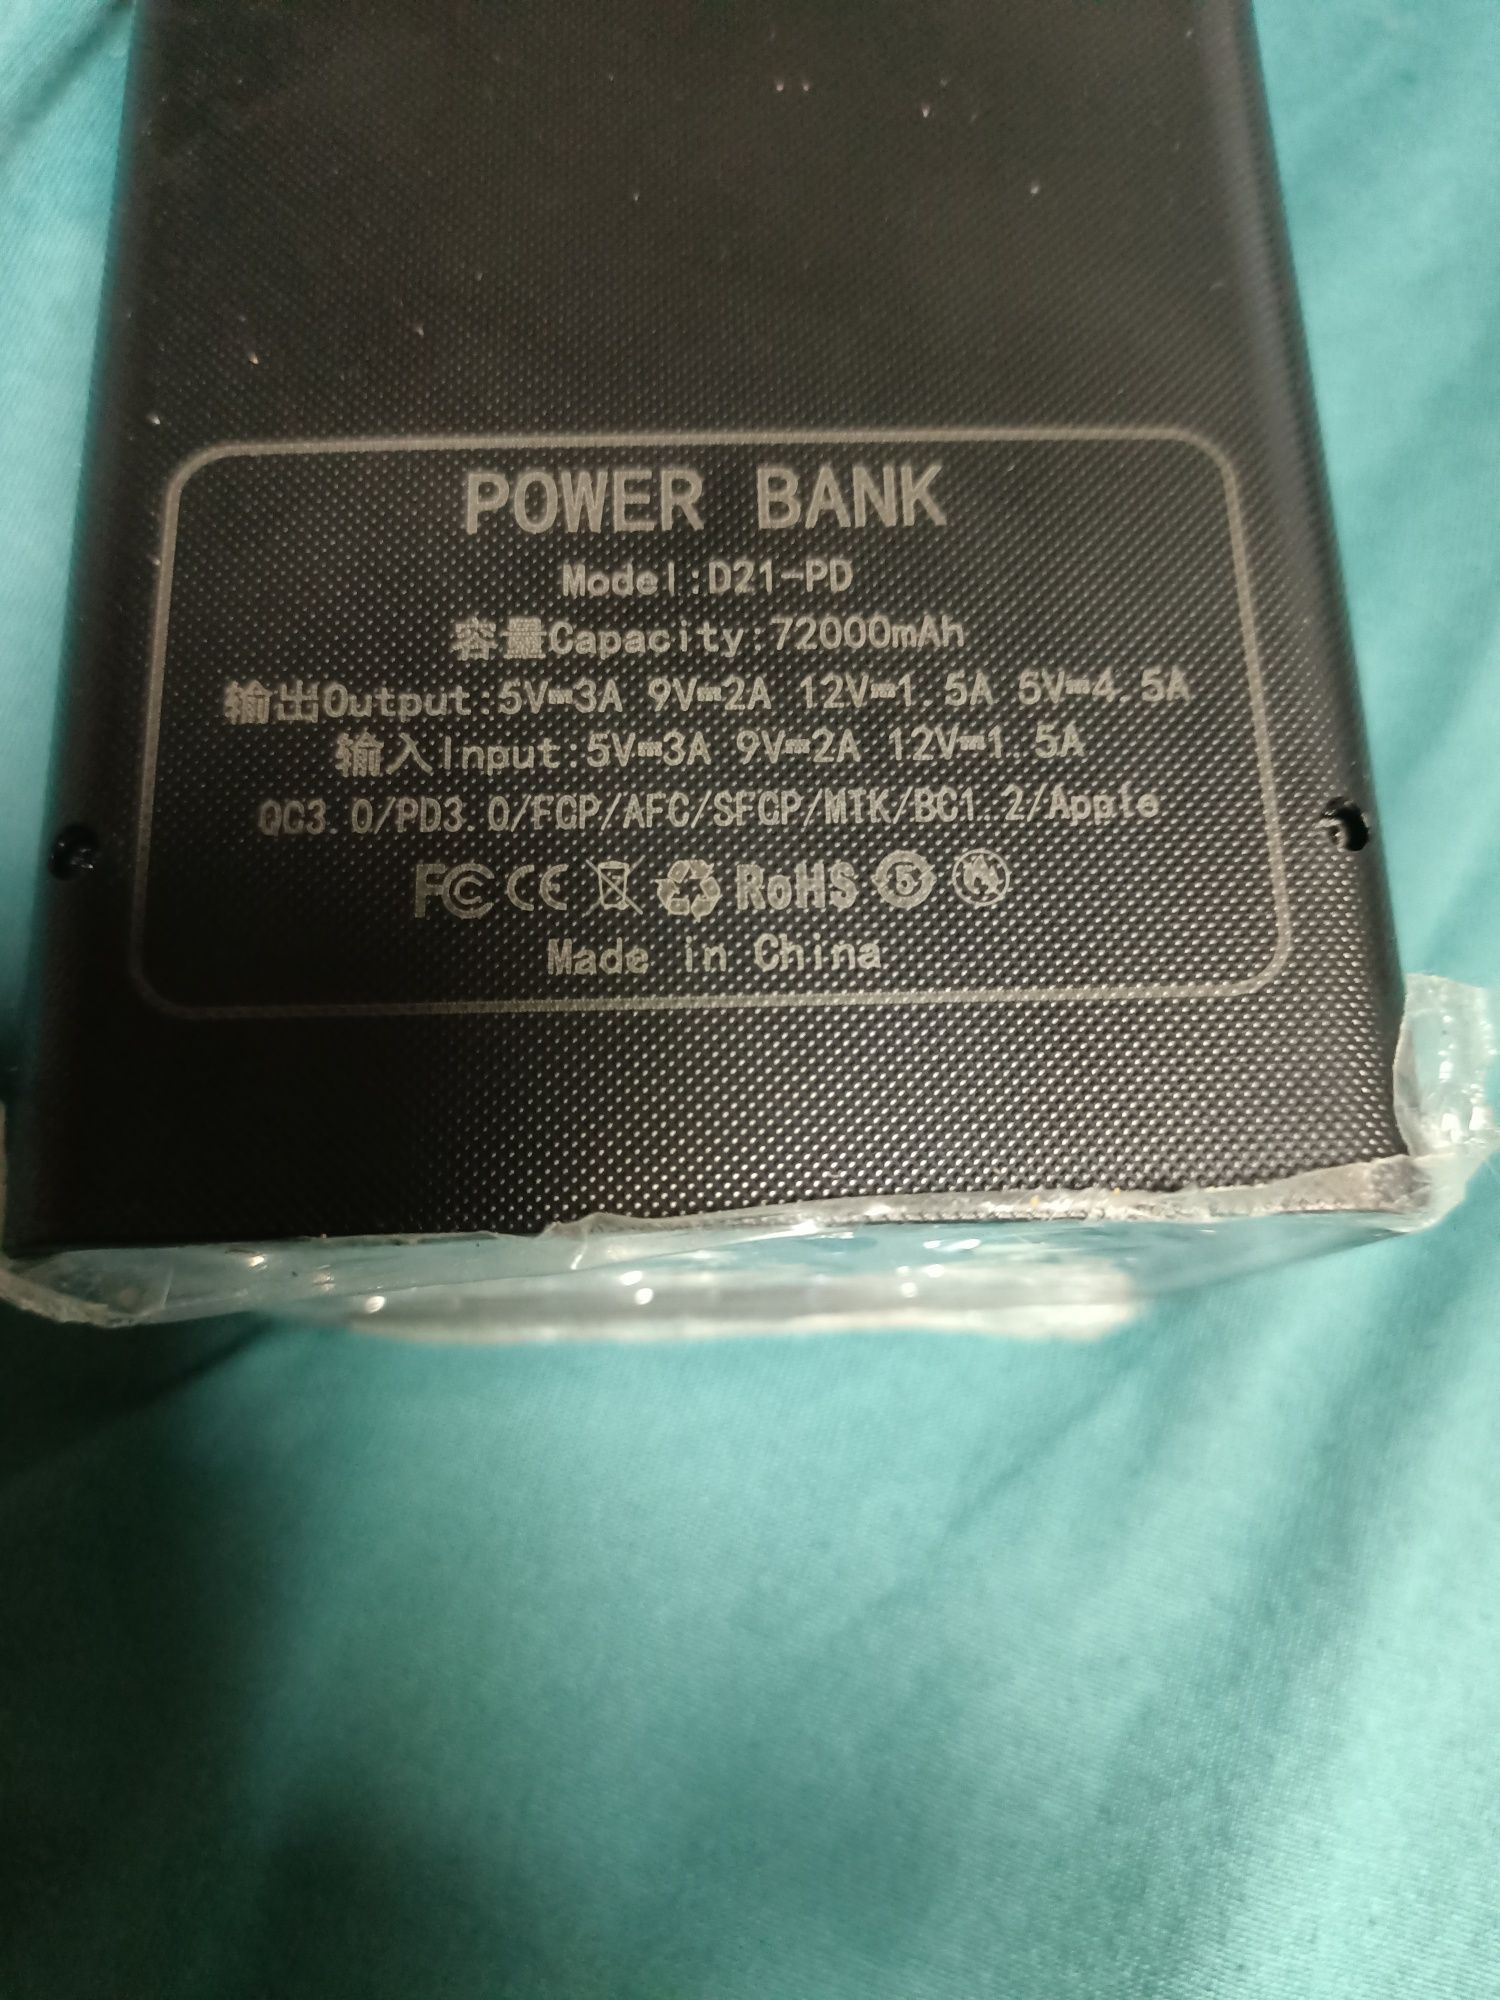 POWER BANK
Model:D21-PD
容量Capacity:72000mAh
输出Output:5V⎓3A 9V⎓2A 12V⎓1.5A 5V⎓4.5A
输入Input:5V⎓3A 9V⎓2A 12V⎓1.5A
QC3.0/PD3.0/FCP/AFC/SFCP/MTK/BC1.2/Apple
FC CE RoHS 5
Made in China